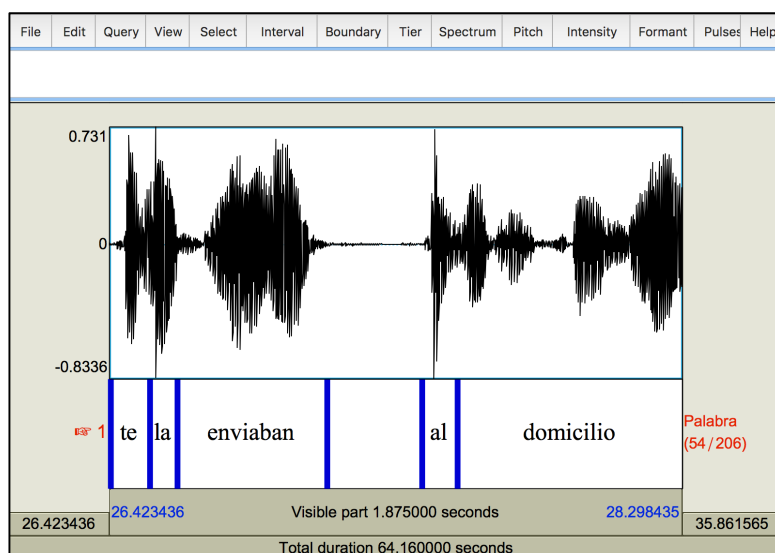 File Edit Query View Select Interval Boundary Tier Spectrum Pitch Intensity Formant Pulses Help
0.731
0
-0.8336
☞ 1 te la enviaban al domicilio
Palabra
(54/206)
26.423436 Visible part 1.875000 seconds 28.298435
26.423436 35.861565
Total duration 64.160000 seconds